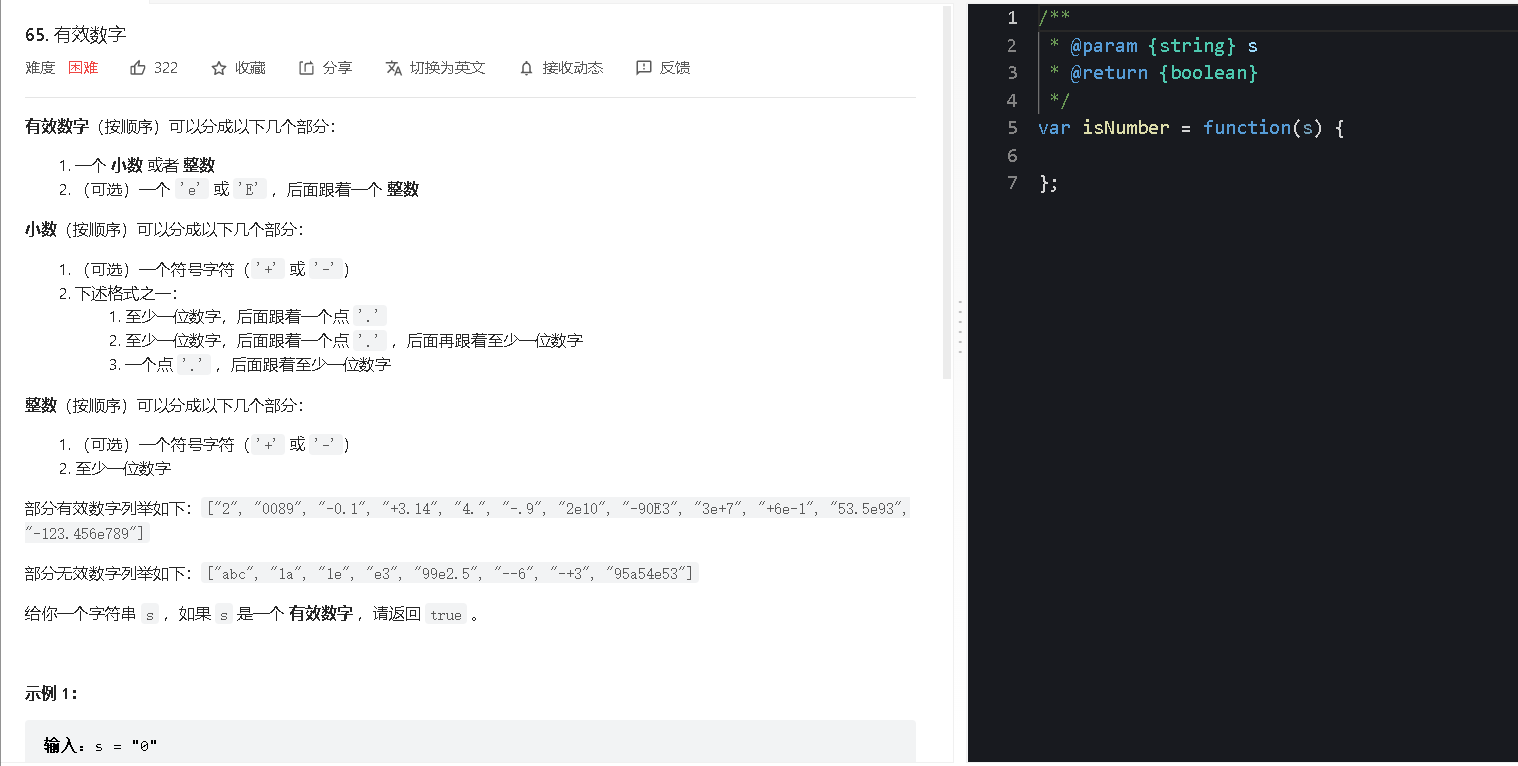 65. 有效数字
难度 困难 322 收藏 分享 切换为英文 接收动态 反馈
有效数字（按顺序）可以分成以下几个部分：
1. 一个 小数 或者 整数
2. （可选）一个 'e' 或 'E' ，后面跟着一个 整数
小数（按顺序）可以分成以下几个部分：
1. （可选）一个符号字符（'+' 或 '-'）
2. 下述格式之一：
1. 至少一位数字，后面跟着一个点 '.'
2. 至少一位数字，后面跟着一个点 '.' ，后面再跟着至少一位数字
3. 一个点 '.' ，后面跟着至少一位数字
整数（按顺序）可以分成以下几个部分：
1. （可选）一个符号字符（'+' 或 '-'）
2. 至少一位数字
部分有效数字列举如下：["2", "0089", "-0.1", "+3.14", "4.", "-.9", "2e10", "-90E3", "3e+7", "+6e-1", "53.5e93",
"-123.456e789"]
部分无效数字列举如下：["abc", "1a", "1e", "e3", "99e2.5", "--6", "-+3", "95a54e53"]
给你一个字符串 s ，如果 s 是一个 有效数字 ，请返回 true 。
示例 1：
输入：s = "0"
1 /**
2 * @param {string} s
3 * @return {boolean}
4 */
5 var isNumber = function(s) {
6
7 };